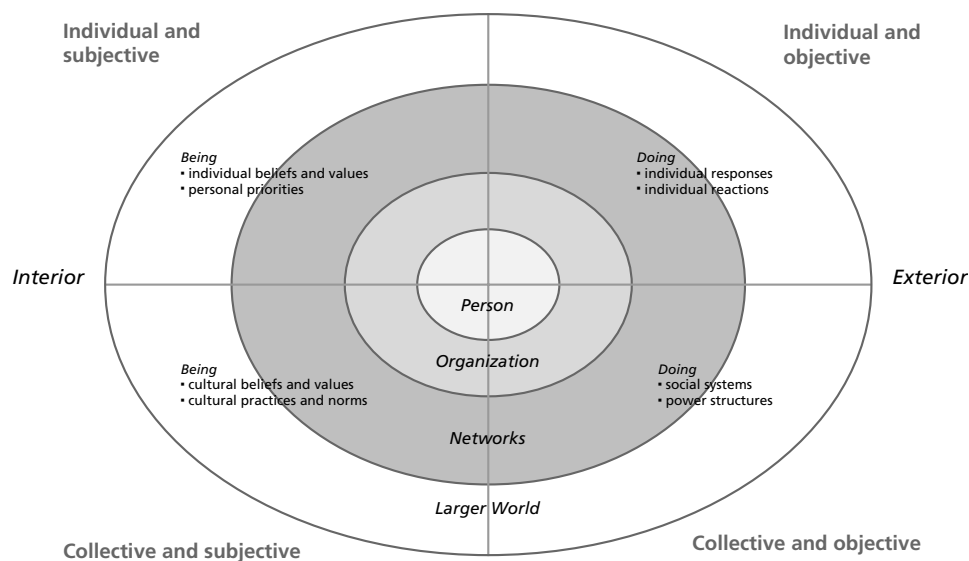 Individual and
subjective
Individual and
objective
Being
▪ individual beliefs and values
▪ personal priorities
Doing
▪ individual responses
▪ individual reactions
Interior
Exterior
Person
Organization
Being
▪ cultural beliefs and values
▪ cultural practices and norms
Doing
▪ social systems
▪ power structures
Networks
Larger World
Collective and subjective
Collective and objective